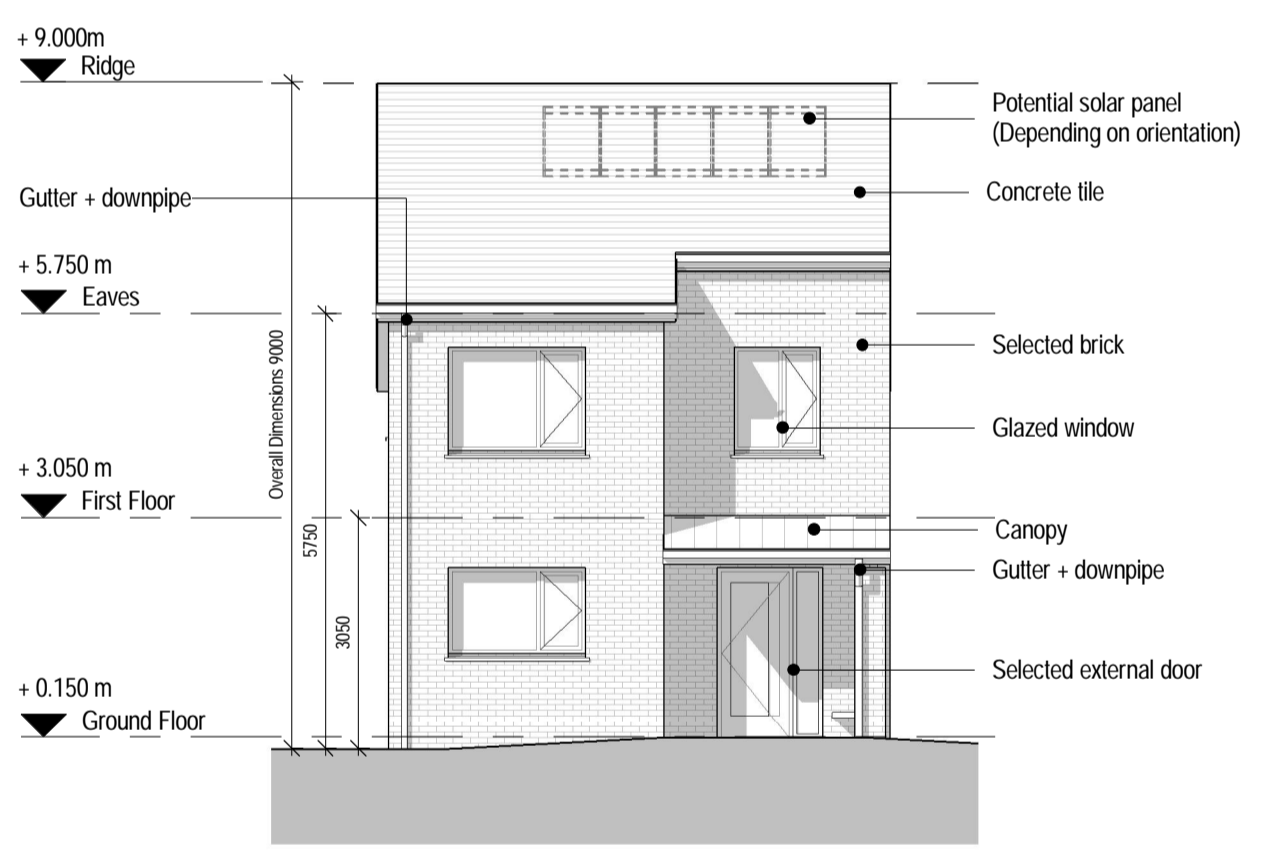 + 9.000m
Ridge
Potential solar panel
(Depending on orientation)
Gutter + downpipe
Concrete tile
+ 5.750 m
Eaves
Overall Dimensions 9000
Selected brick
Glazed window
+ 3.050 m
First Floor
5750
Canopy
Gutter + downpipe
3050
Selected external door
+ 0.150 m
Ground Floor